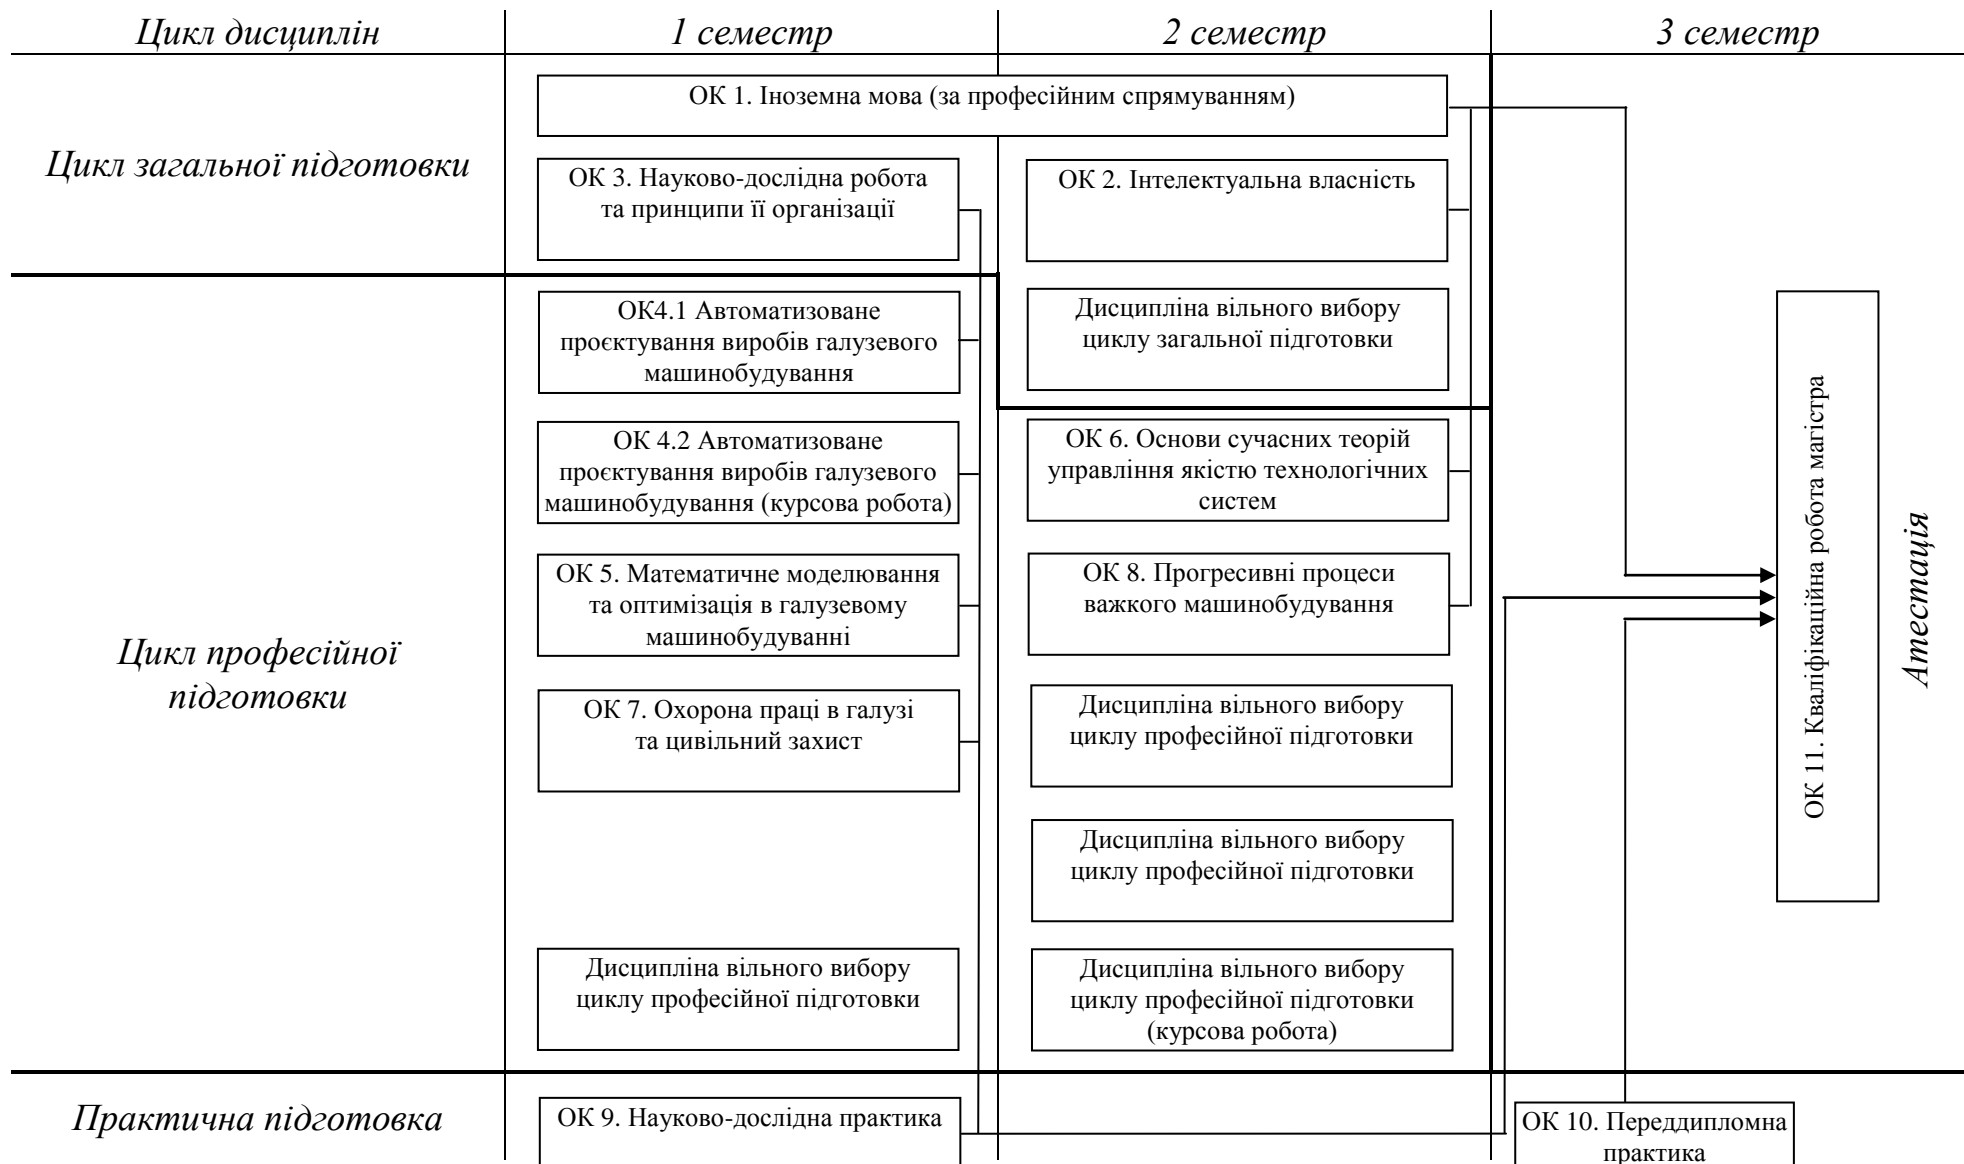 Цикл дисциплін
1 семестр
2 семестр
3 семестр
Цикл загальної підготовки
ОК 1. Іноземна мова (за професійним спрямуванням)
ОК 3. Науково-дослідна робота
та принципи її організації
ОК 2. Інтелектуальна власність
Дисципліна вільного вибору
циклу загальної підготовки
Цикл професійної
підготовки
ОК4.1 Автоматизоване
проєктування виробів галузевого
машинобудування
ОК 4.2 Автоматизоване
проєктування виробів галузевого
машинобудування (курсова робота)
ОК 6. Основи сучасних теорій
управління якістю технологічних
систем
ОК 5. Математичне моделювання
та оптимізація в галузевому
машинобудуванні
ОК 8. Прогресивні процеси
важкого машинобудування
ОК 7. Охорона праці в галузі
та цивільний захист
Дисципліна вільного вибору
циклу професійної підготовки
Дисципліна вільного вибору
циклу професійної підготовки
Дисципліна вільного вибору
циклу професійної підготовки
Дисципліна вільного вибору
циклу професійної підготовки
(курсова робота)
ОК 11. Кваліфікаційна робота магістра
Атестація
Практична підготовка
ОК 9. Науково-дослідна практика
ОК 10. Переддипломна
практика